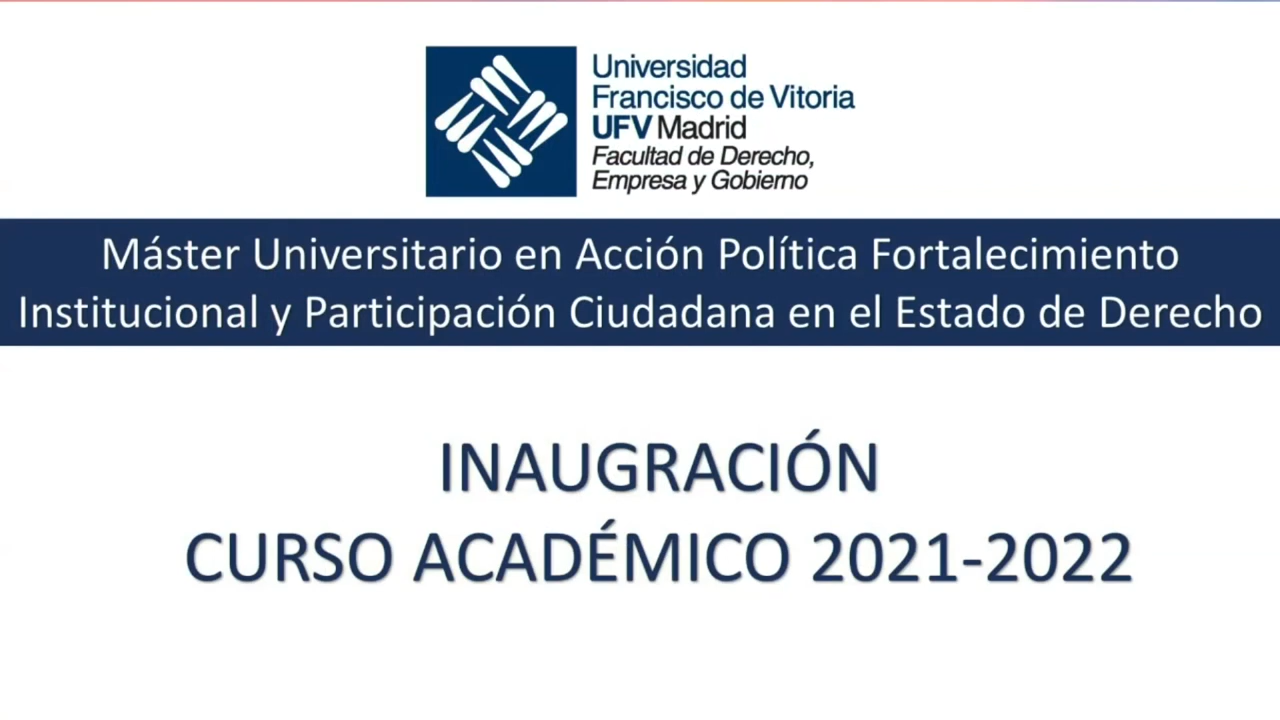 Universidad
Francisco de Vitoria
UFV Madrid
Facultad de Derecho,
Empresa y Gobierno
Máster Universitario en Acción Política Fortalecimiento
Institucional y Participación Ciudadana en el Estado de Derecho
INAUGRACIÓN
CURSO ACADÉMICO 2021-2022